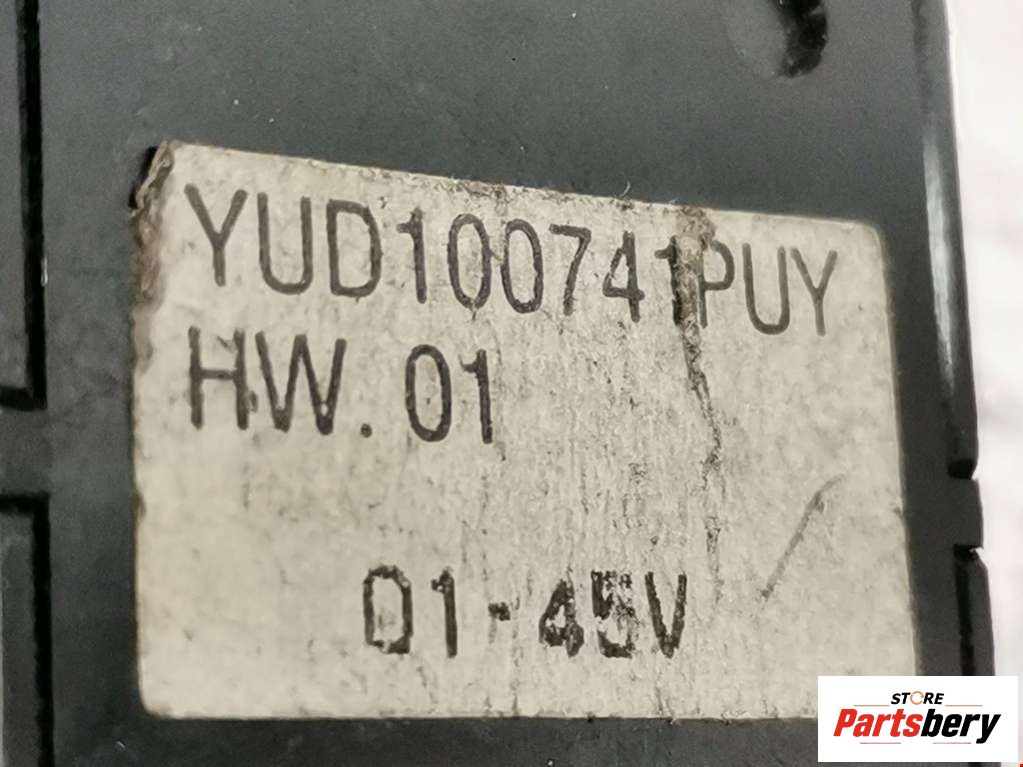 YUD100741PUY
HW. 01
01-45V
STORE
Partsbery